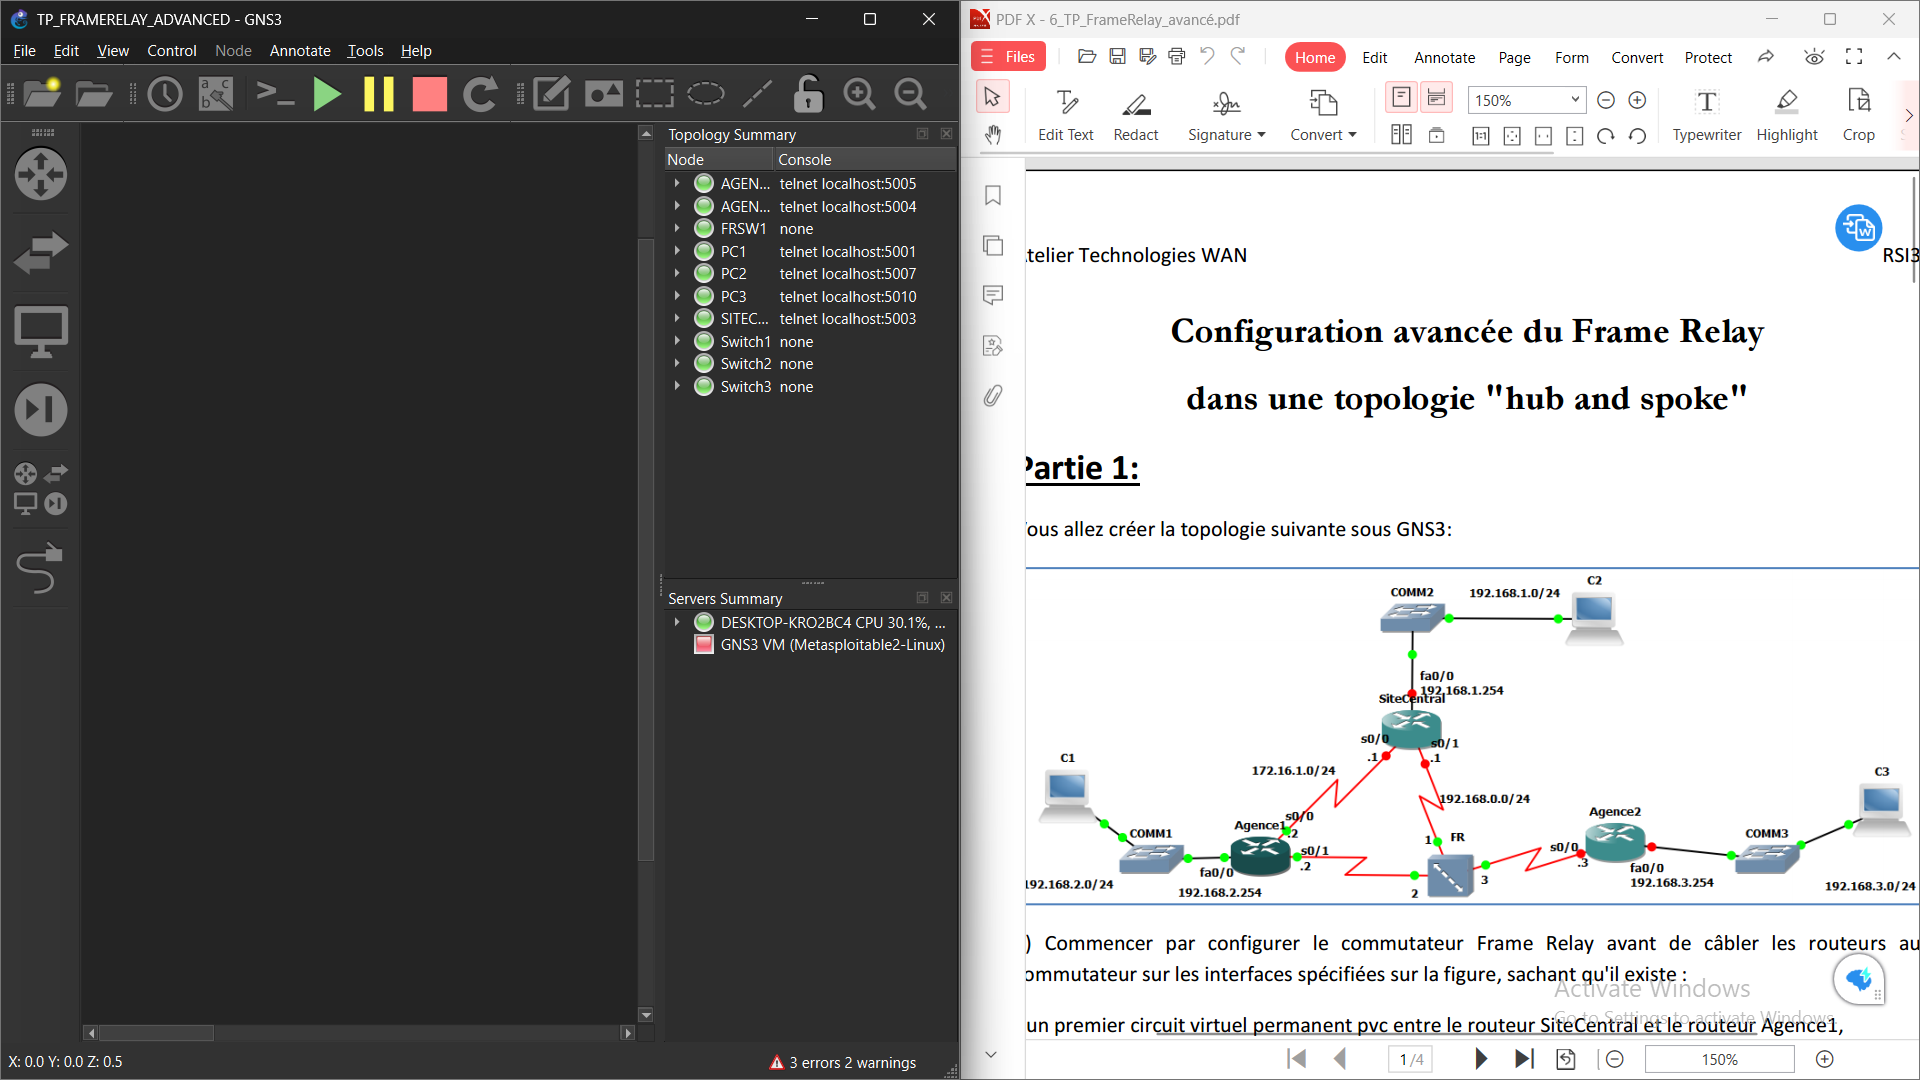 TP_FRAMERELAY_ADVANCED - GNS3
File Edit View Control Node Annotate Tools Help
Topology Summary
Node Console
AGEN... telnet localhost:5005
AGEN... telnet localhost:5004
FRSW1 none
PC1 telnet localhost:5001
PC2 telnet localhost:5007
PC3 telnet localhost:5010
SITEC... telnet localhost:5003
Switch1 none
Switch2 none
Switch3 none
Servers Summary
DESKTOP-KRO2BC4 CPU 30.1%, ...
GNS3 VM (Metasploitable2-Linux)
X: 0.0 Y: 0.0 Z: 0.5
3 errors 2 warnings
PDF X - 6_TP_FrameRelay_avancé.pdf
Files Home Edit Annotate Page Form Convert Protect
150%
Edit Text Redact Signature Convert Typewriter Highlight Crop
telier Technologies WAN RSI3
Configuration avancée du Frame Relay
dans une topologie "hub and spoke"
Partie 1:
ous allez créer la topologie suivante sous GNS3:
C2
COMM2 192.168.1.0/24
fa0/0
192.168.1.254
SiteCentral
s0/0 s0/1
.1 .1
C1
172.16.1.0/24
C3
192.168.0.0/24
Agence2
s0/0
Agence1 .2
COMM1
FR
1
COMM3
s0/1
.2
s0/0
.3
fa0/0
fa0/0
2
3
192.168.2.0/24
192.168.2.254
192.168.3.254
192.168.3.0/24
) Commencer par configurer le commutateur Frame Relay avant de câbler les routeurs au
ommutateur sur les interfaces spécifiées sur la figure, sachant qu'il existe :
un premier circuit virtuel permanent pvc entre le routeur SiteCentral et le routeur Agence1,
Activate Windows
Go to Settings to activate Windows.
1/4
150%